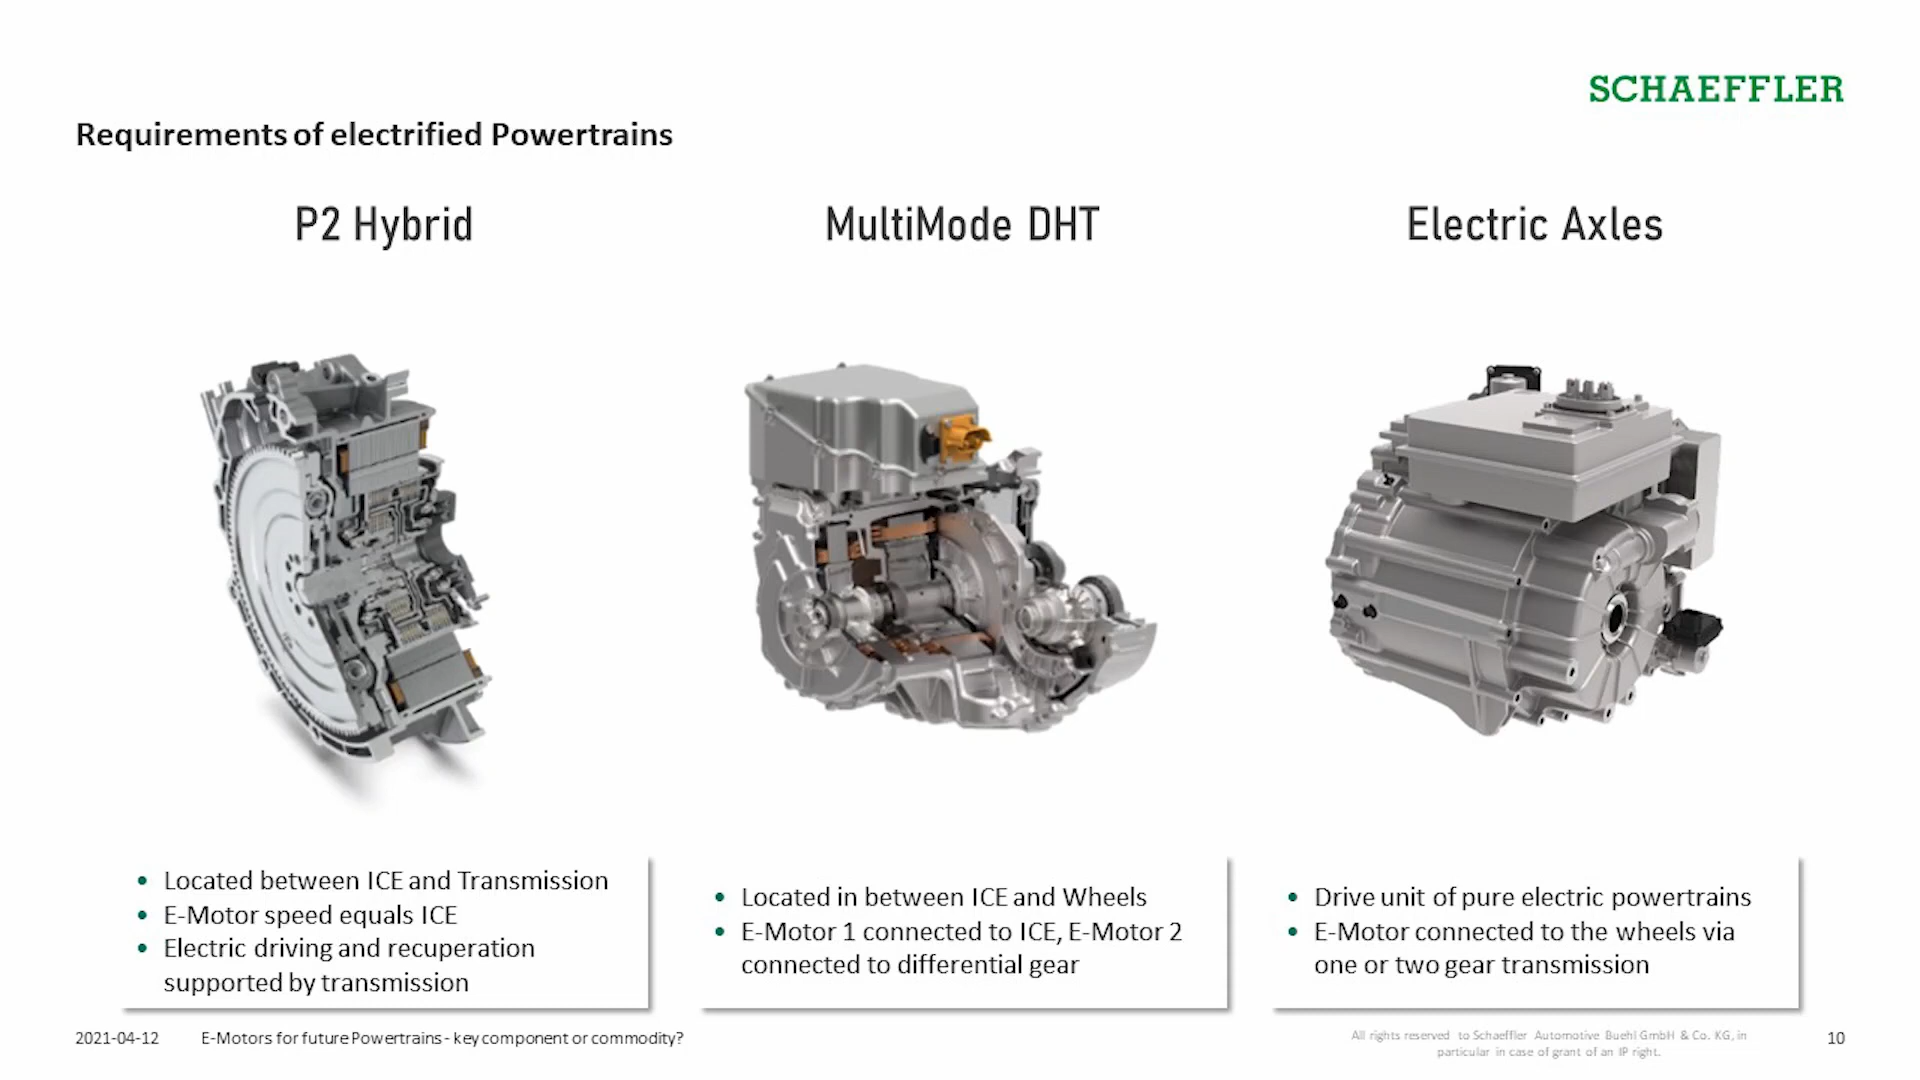 SCHAEFFLER
Requirements of electrified Powertrains
P2 Hybrid
MultiMode DHT
Electric Axles
• Located between ICE and Transmission
• E-Motor speed equals ICE
• Electric driving and recuperation
supported by transmission
• Located in between ICE and Wheels
• E-Motor 1 connected to ICE, E-Motor 2
connected to differential gear
• Drive unit of pure electric powertrains
• E-Motor connected to the wheels via
one or two gear transmission
2021-04-12 E-Motors for future Powertrains - key component or commodity?
All rights reserved to Schaeffler Automotive Buehl GmbH & Co. KG, in
particular in case of grant of an IP right.
10